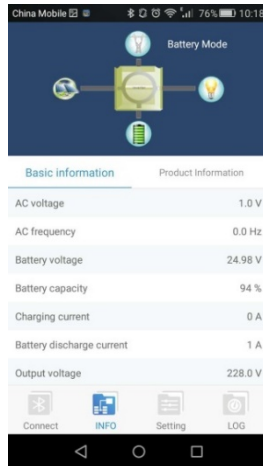 China Mobile 76% 10:18
Battery Mode
Basic information Product Information
AC voltage 1.0 V
AC frequency 0.0 Hz
Battery voltage 24.98 V
Battery capacity 94 %
Charging current 0 A
Battery discharge current 1 A
Output voltage 228.0 V
Connect INFO Setting LOG